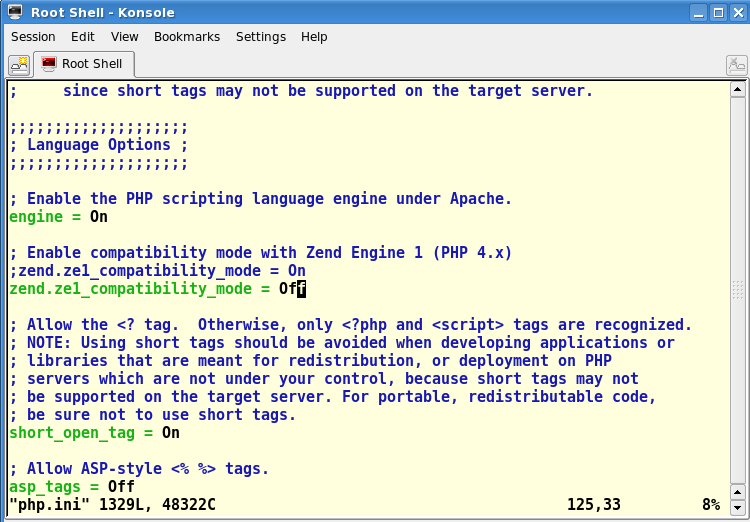 Root Shell - Konsole
Session Edit View Bookmarks Settings Help
Root Shell
;     since short tags may not be supported on the target server.
;;;;;;;;;;;;;;;;;;;;
; Language Options ;
;;;;;;;;;;;;;;;;;;;;
; Enable the PHP scripting language engine under Apache.
engine = On
; Enable compatibility mode with Zend Engine 1 (PHP 4.x)
;zend.ze1_compatibility_mode = On
zend.ze1_compatibility_mode = Off
; Allow the <? tag.  Otherwise, only <?php and <script> tags are recognized.
; NOTE: Using short tags should be avoided when developing applications or
; libraries that are meant for redistribution, or deployment on PHP
; servers which are not under your control, because short tags may not
; be supported on the target server. For portable, redistributable code,
; be sure not to use short tags.
short_open_tag = On
; Allow ASP-style <% %> tags.
asp_tags = Off
"php.ini" 1329L, 48322C 125,33 8%